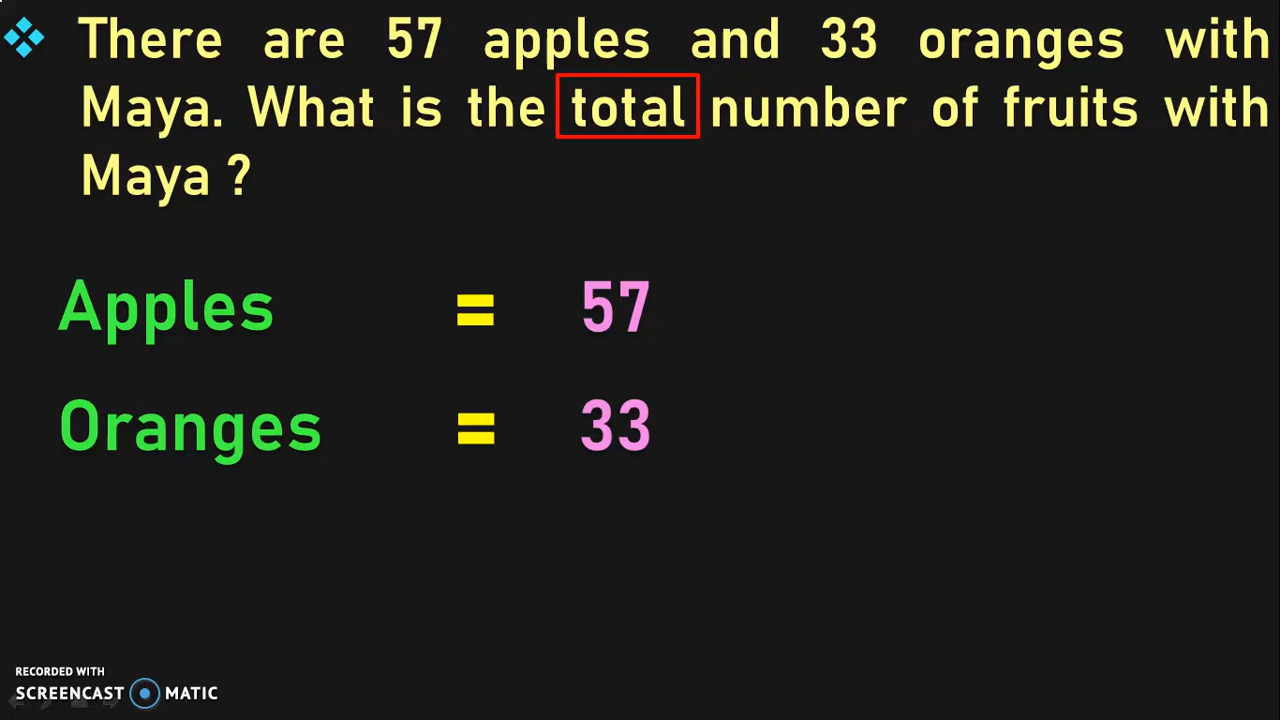 There are 57 apples and 33 oranges with
Maya. What is the total number of fruits with
Maya ?
Apples = 57
Oranges = 33
RECORDED WITH
SCREENCAST MATIC